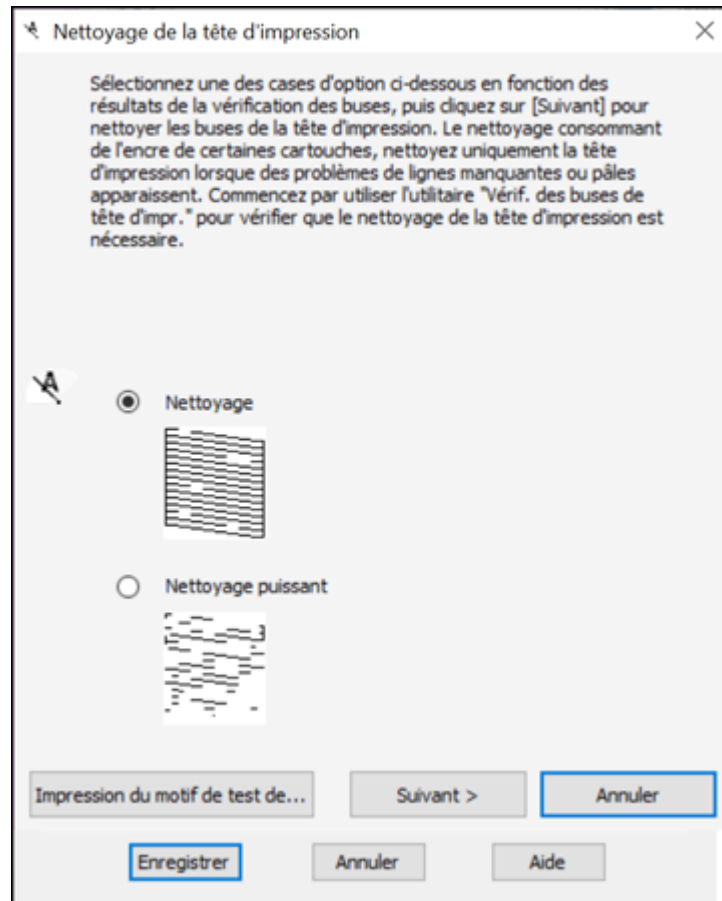 Nettoyage de la tête d'impression
Sélectionnez une des cases d'option ci-dessous en fonction des
résultats de la vérification des buses, puis cliquez sur [Suivant] pour
nettoyer les buses de la tête d'impression. Le nettoyage consommant
de l'encre de certaines cartouches, nettoyez uniquement la tête
d'impression lorsque des problèmes de lignes manquantes ou pâles
apparaissent. Commencez par utiliser l'utilitaire "Vérif. des buses de
tête d'impr." pour vérifier que le nettoyage de la tête d'impression est
nécessaire.
Nettoyage
Nettoyage puissant
Impression du motif de test de...
Suivant >
Annuler
Enregistrer
Annuler
Aide